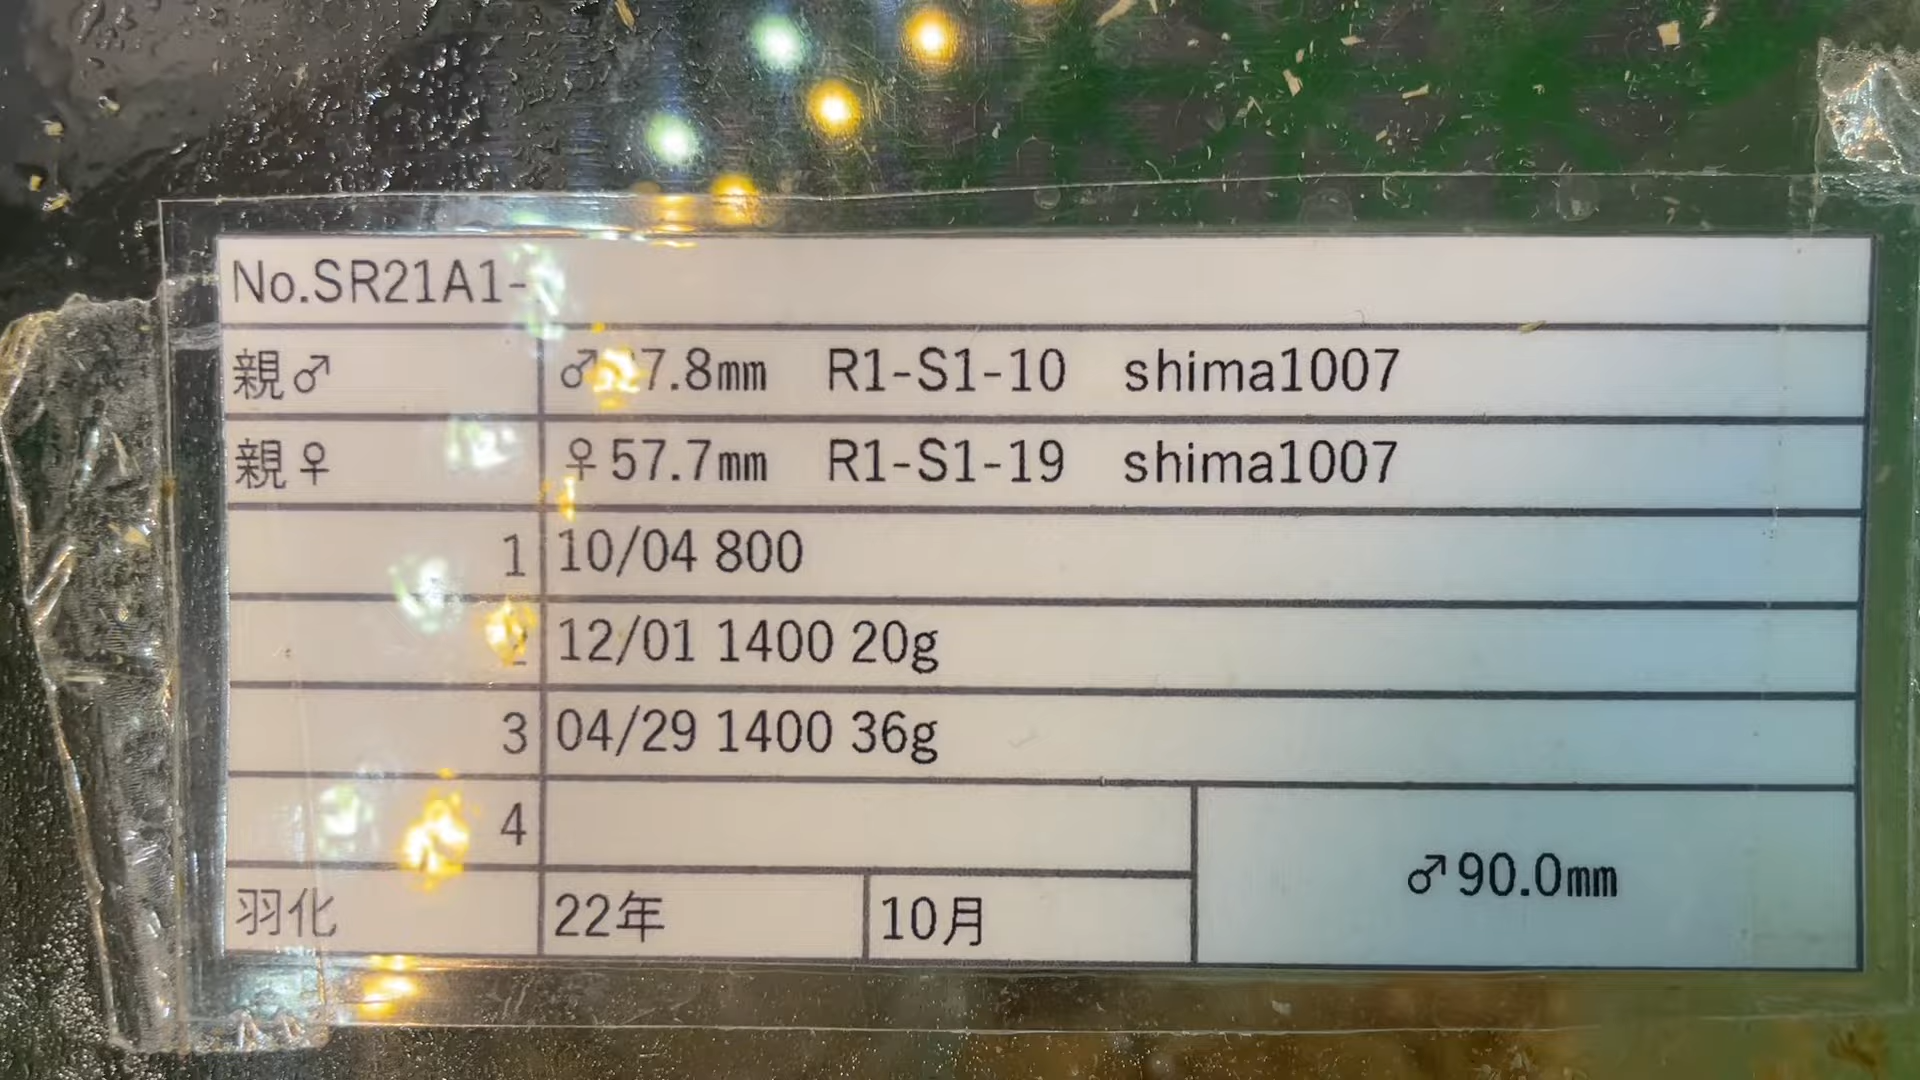 No.SR21A1-
親♂ 7.8mm R1-S1-10 shima1007
親♀ ♀57.7mm R1-S1-19 shima1007
1 10/04 800
12/01 1400 20g
3 04/29 1400 36g
4
羽化 22年 10月 ♂90.0mm